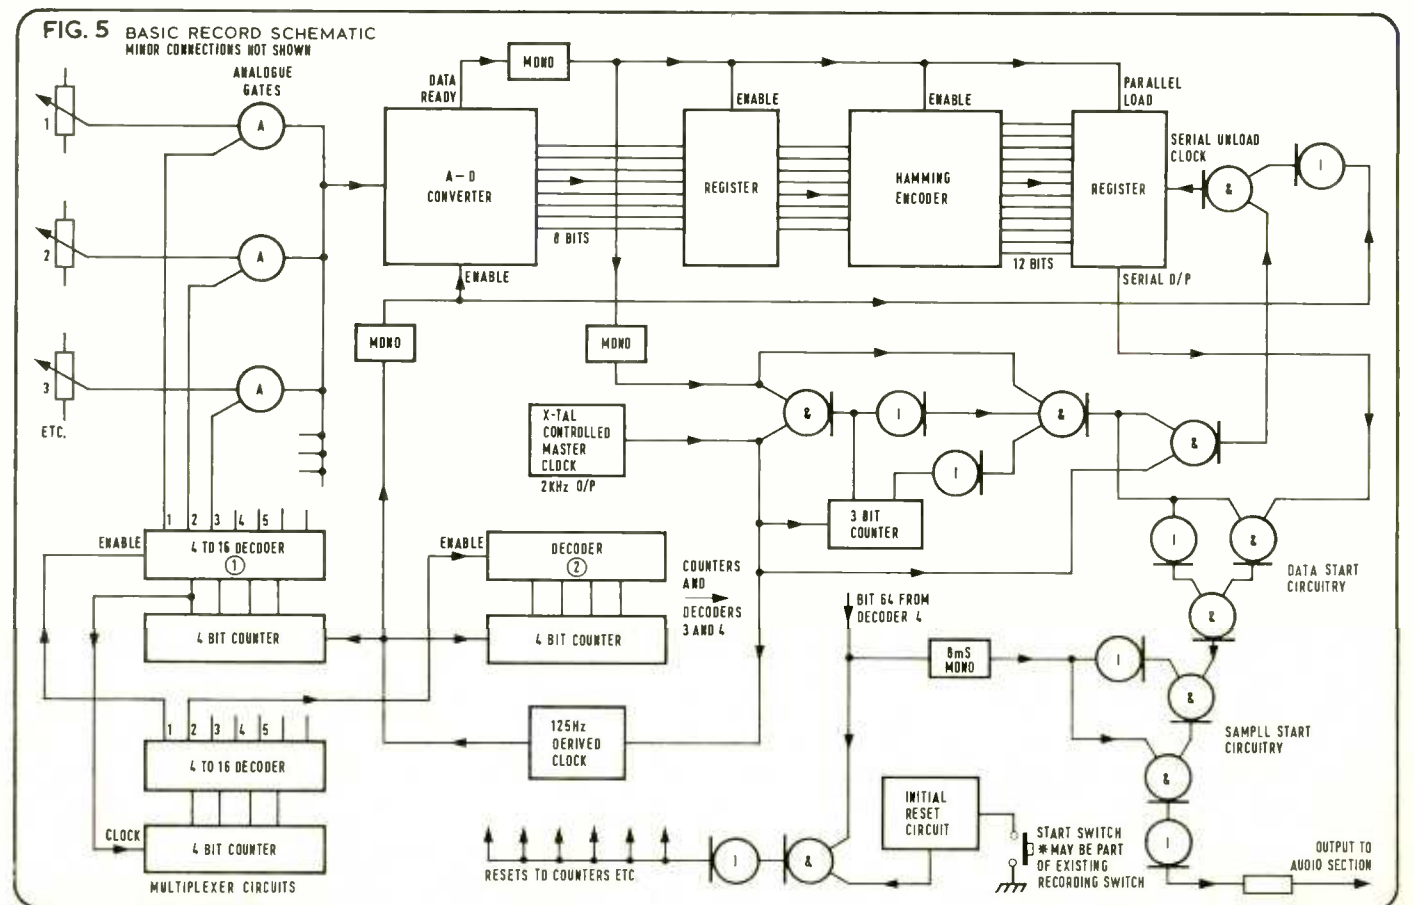 FIG. 5 BASIC RECORD SCHEMATIC
MINOR CONNECTIONS NOT SHOWN
ANALOGUE
GATES
1
A
2
A
3
A
ETC.
DATA
READY
MONO
A-D
CONVERTER
ENABLE
8 BITS
ENABLE
REGISTER
ENABLE
HAMMING
ENCODER
12 BITS
PARALLEL
LOAD
REGISTER
SERIAL O/P
SERIAL UNLOAD
CLOCK
&
1
MONO
MONO
X-TAL
CONTROLLED
MASTER
CLOCK
2KHz O/P
&
1
&
1
&
3 BIT
COUNTER
1
&
DATA START
CIRCUITRY
&
1 2 3 4 5
ENABLE
4 TO 16 DECODER
1
4 BIT COUNTER
ENABLE
DECODER
2
4 BIT COUNTER
COUNTERS
AND
DECODERS
3 AND 4
BIT 64 FROM
DECODER 4
8mS
MONO
1
&
SAMPLL START
CIRCUITRY
&
1
1 2 3 4 5
4 TO 16 DECODER
CLOCK
4 BIT COUNTER
MULTIPLEXER CIRCUITS
125Hz
DERIVED
CLOCK
RESETS TO COUNTERS ETC
1
&
INITIAL
RESET
CIRCUIT
START SWITCH
*MAY BE PART
OF EXISTING
RECORDING SWITCH
OUTPUT TO
AUDIO SECTION